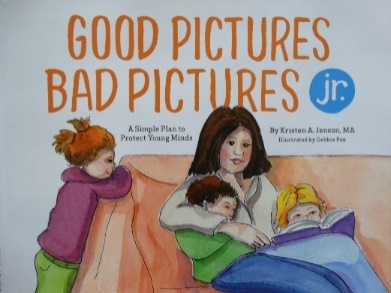 GOOD PICTURES
BAD PICTURES jr.
A Simple Plan to
Protect Young Minds
By Kristen A. Jenson, MA
Illustrated by Debbie Fox